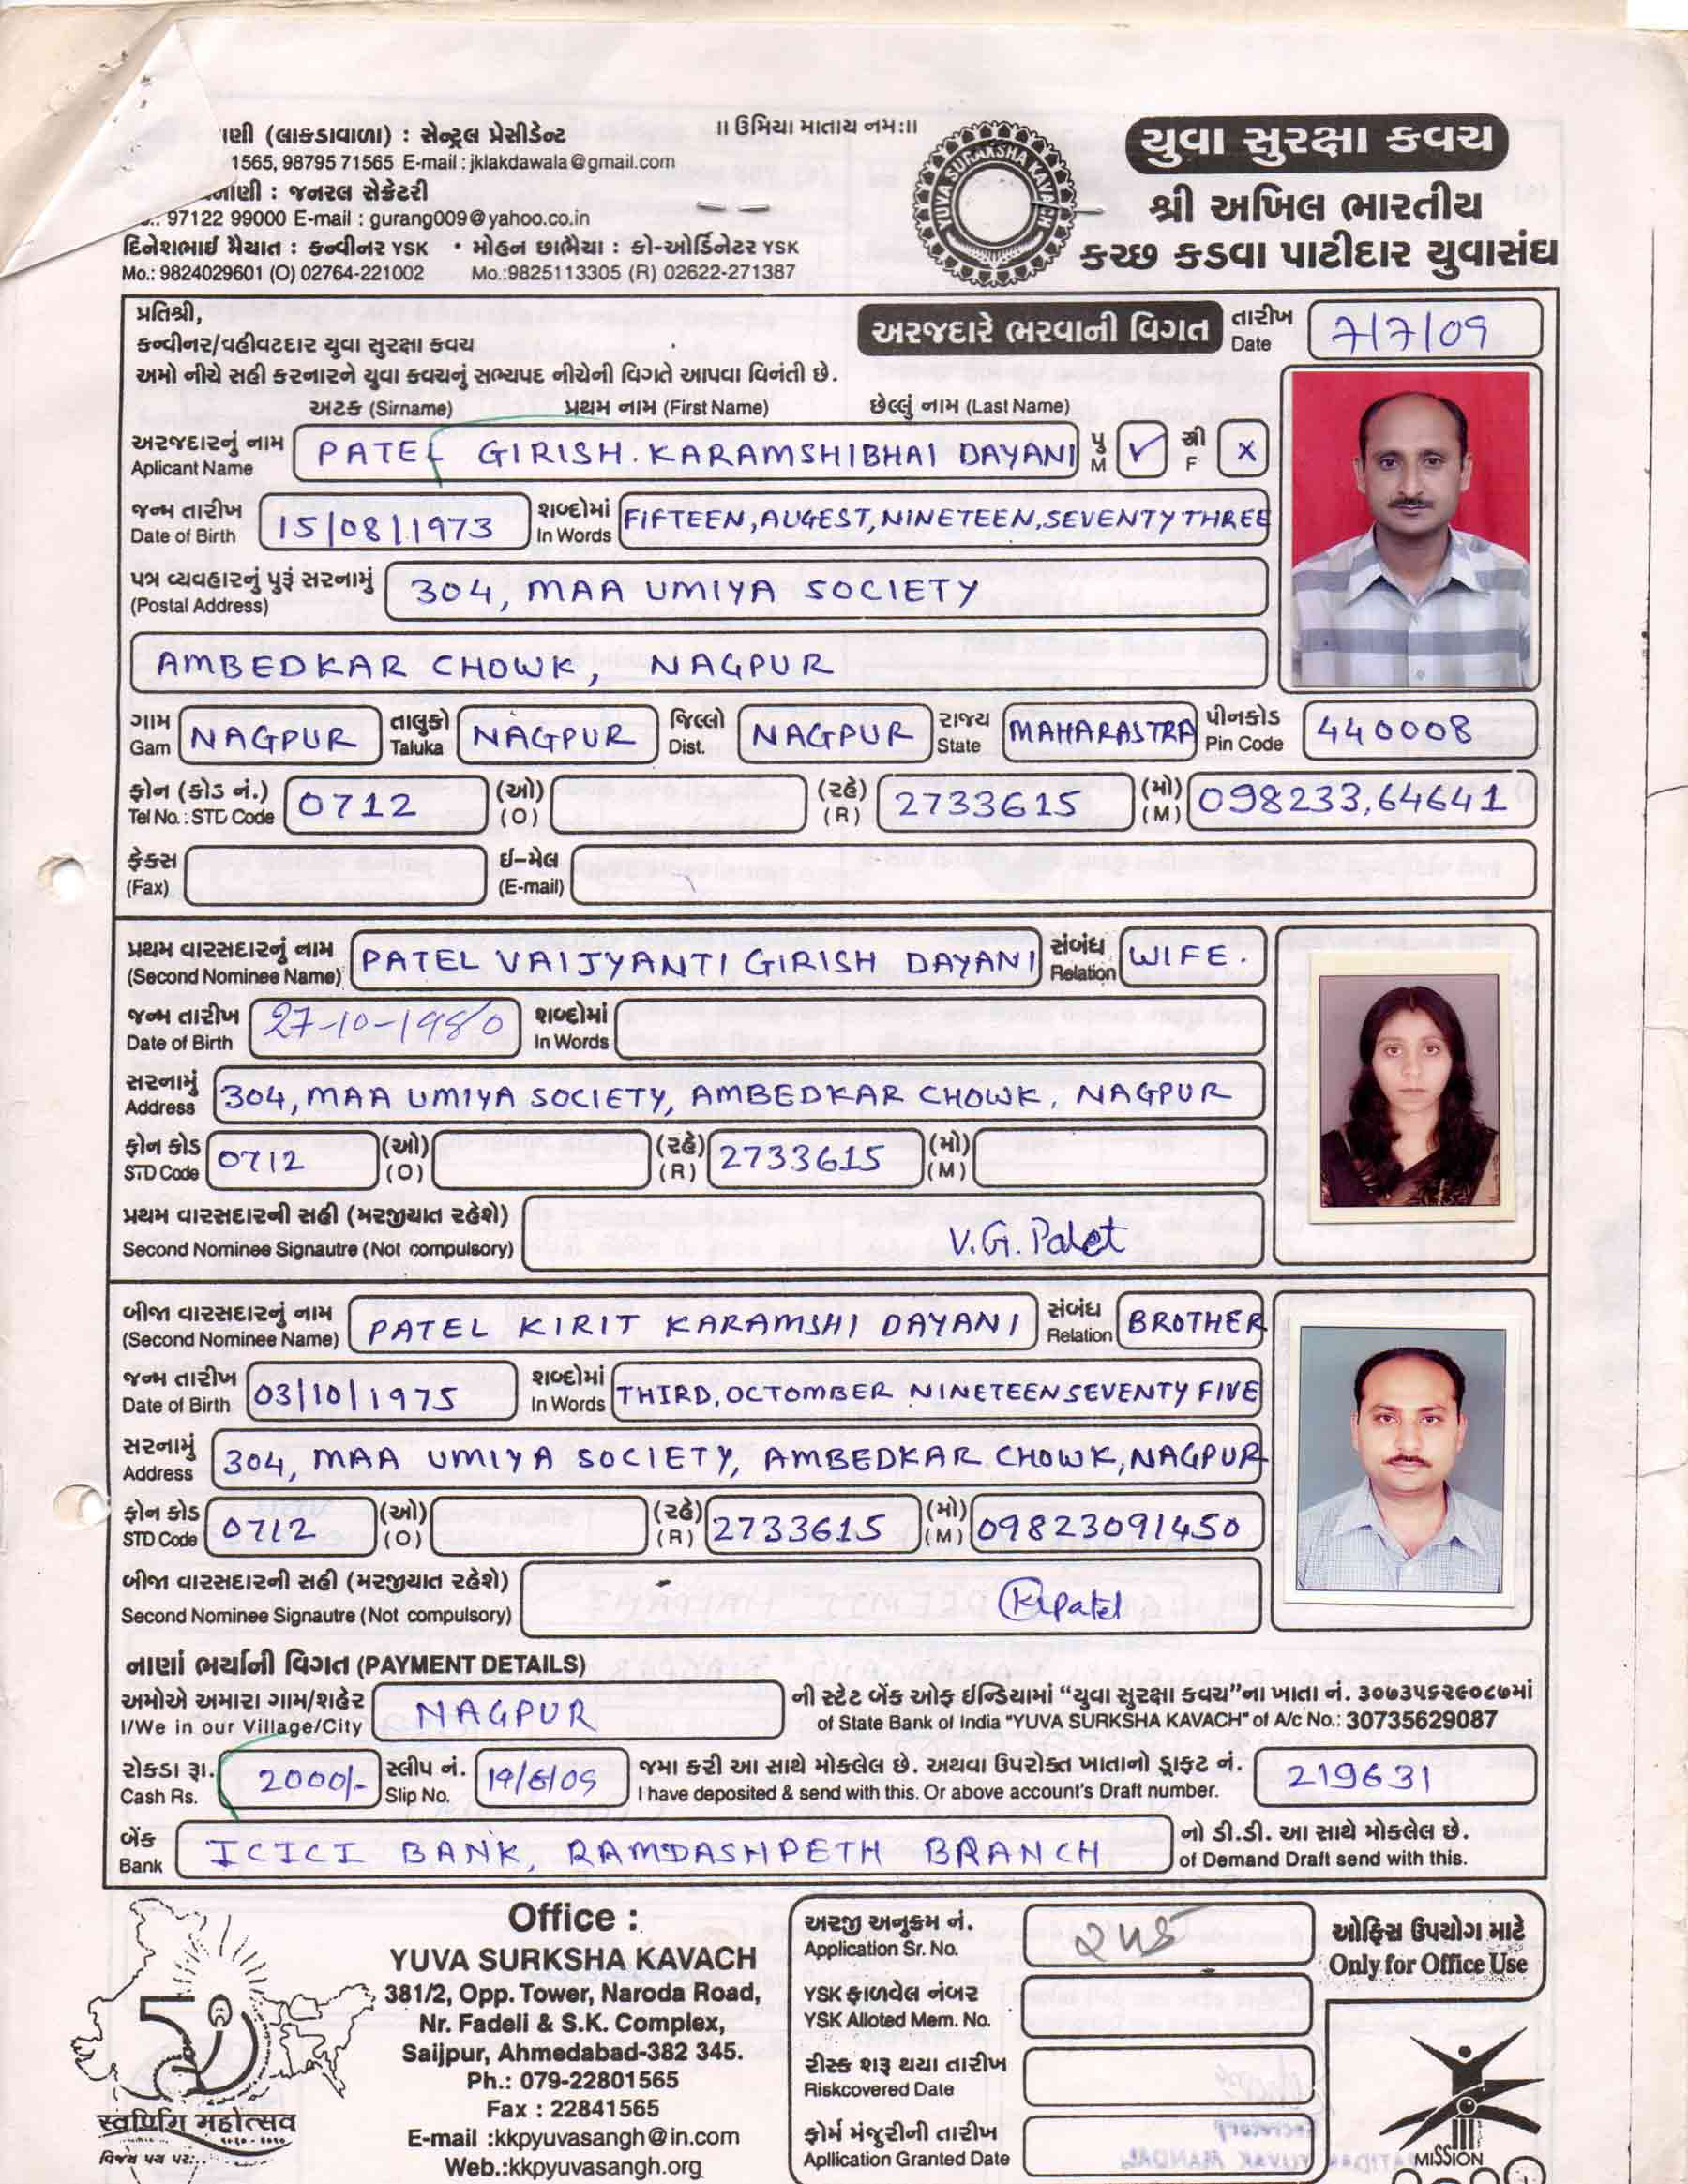 ાણી (લાકડાવાળા) : સેન્ટ્રલ પ્રેસીડેન્ટ
1565, 98795 71565 E-mail : jklakdawala@gmail.com
ાણી : જનરલ સેક્રેટરી
97122 99000 E-mail : gurang009@yahoo.co.in
દિનેશભાઈ મૈયાત : કન્વીનર YSK • મોહન છાભૈયા : કો-ઓર્ડિનેટર YSK
Mo.: 9824029601 (O) 02764-221002 Mo.:9825113305 (R) 02622-271387
॥ ઉમિયા માતાય નમ:॥
YUVA SURAKSHA KAVACH
યુવા સુરક્ષા કવચ
શ્રી અખિલ ભારતીય
કચ્છ કડવા પાટીદાર યુવાસંઘ
પ્રતિશ્રી,
કન્વીનર/વહીવટદાર યુવા સુરક્ષા કવચ
અમો નીચે સહી કરનારને યુવા કવચનું સભ્યપદ નીચેની વિગતે આપવા વિનંતી છે.
અરજદારે ભરવાની વિગત
તારીખ 7/7/09
Date
અટક (Sirname) પ્રથમ નામ (First Name) છેલ્લું નામ (Last Name)
અરજદારનું નામ PATEL GIRISH. KARAMSHIBHAI DAYANI પુ ✓ સ્રી X
Aplicant Name M F
જન્મ તારીખ 15/08/1973 શબ્દોમાં FIFTEEN, AUGEST, NINETEEN, SEVENTY THREE
Date of Birth In Words
પત્ર વ્યવહારનું પુરૂં સરનામું 304, MAA UMIYA SOCIETY
(Postal Address)
AMBEDKAR CHOWK, NAGPUR
ગામ NAGPUR તાલુકો NAGPUR જિલ્લો NAGPUR રાજ્ય MAHARASTRA પીનકોડ 440008
Gam Taluka Dist. State Pin Code
ફોન (કોડ નં.) 0712 (ઓ) (રહે) 2733615 (મો) 098233,64641
Tel No. : STD Code (O) (R) (M)
ફેકસ ઈ-મેલ
(Fax) (E-mail)
પ્રથમ વારસદારનું નામ PATEL VAIJYANTI GIRISH DAYANI સંબંધ WIFE.
(Second Nominee Name) Relation
જન્મ તારીખ 27-10-1980 શબ્દોમાં
Date of Birth In Words
સરનામું 304, MAA UMIYA SOCIETY, AMBEDKAR CHOWK, NAGPUR
Address
ફોન કોડ 0712 (ઓ) (રહે) 2733615 (મો)
STD Code (O) (R) (M)
પ્રથમ વારસદારની સહી (મરજીયાત રહેશે) V.G. Patel
Second Nominee Signautre (Not compulsory)
બીજા વારસદારનું નામ PATEL KIRIT KARAMSHI DAYANI સંબંધ BROTHER
(Second Nominee Name) Relation
જન્મ તારીખ 03/10/1975 શબ્દોમાં THIRD, OCTOMBER NINETEEN SEVENTY FIVE
Date of Birth In Words
સરનામું 304, MAA UMIYA SOCIETY, AMBEDKAR CHOWK, NAGPUR
Address
ફોન કોડ 0712 (ઓ) (રહે) 2733615 (મો) 09823091450
STD Code (O) (R) (M)
બીજા વારસદારની સહી (મરજીયાત રહેશે) Kpatel
Second Nominee Signautre (Not compulsory)
નાણાં ભર્યાની વિગત (PAYMENT DETAILS)
અમોએ અમારા ગામ/શહેર NAGPUR ની સ્ટેટ બેંક ઓફ ઈન્ડિયામાં “યુવા સુરક્ષા કવચ”ના ખાતા નં. ૩૦૭૩૫૬૨૯૦૮૭માં
I/We in our Village/City of State Bank of India "YUVA SURKSHA KAVACH" of A/c No.: 30735629087
રોકડા રૂા. 2000/- સ્લીપ નં. 19/6/09 જમા કરી આ સાથે મોકલેલ છે. અથવા ઉપરોક્ત ખાતાનો ડ્રાફટ નં. 219631
Cash Rs. Slip No. I have deposited & send with this. Or above account's Draft number.
બેંક ICICI BANK, RAMDASHPETH BRANCH નો ડી.ડી. આ સાથે મોકલેલ છે.
Bank of Demand Draft send with this.
Office :
YUVA SURKSHA KAVACH
381/2, Opp. Tower, Naroda Road,
Nr. Fadeli & S.K. Complex,
Saijpur, Ahmedabad-382 345.
Ph.: 079-22801565
Fax : 22841565
E-mail :kkpyuvasangh@in.com
Web.:kkpyuvasangh.org
50
स्वर्णिम महोत्सव
વિજય પથ પર...
અરજી અનુક્રમ નં. ૨૫૬
Application Sr. No.
YSK ફાળવેલ નંબર
YSK Alloted Mem. No.
રીસ્ક શરૂ થયા તારીખ
Riskcovered Date
ફોર્મ મંજુરીની તારીખ
Apllication Granted Date
ઓફિસ ઉપયોગ માટે
Only for Office Use
MISSION